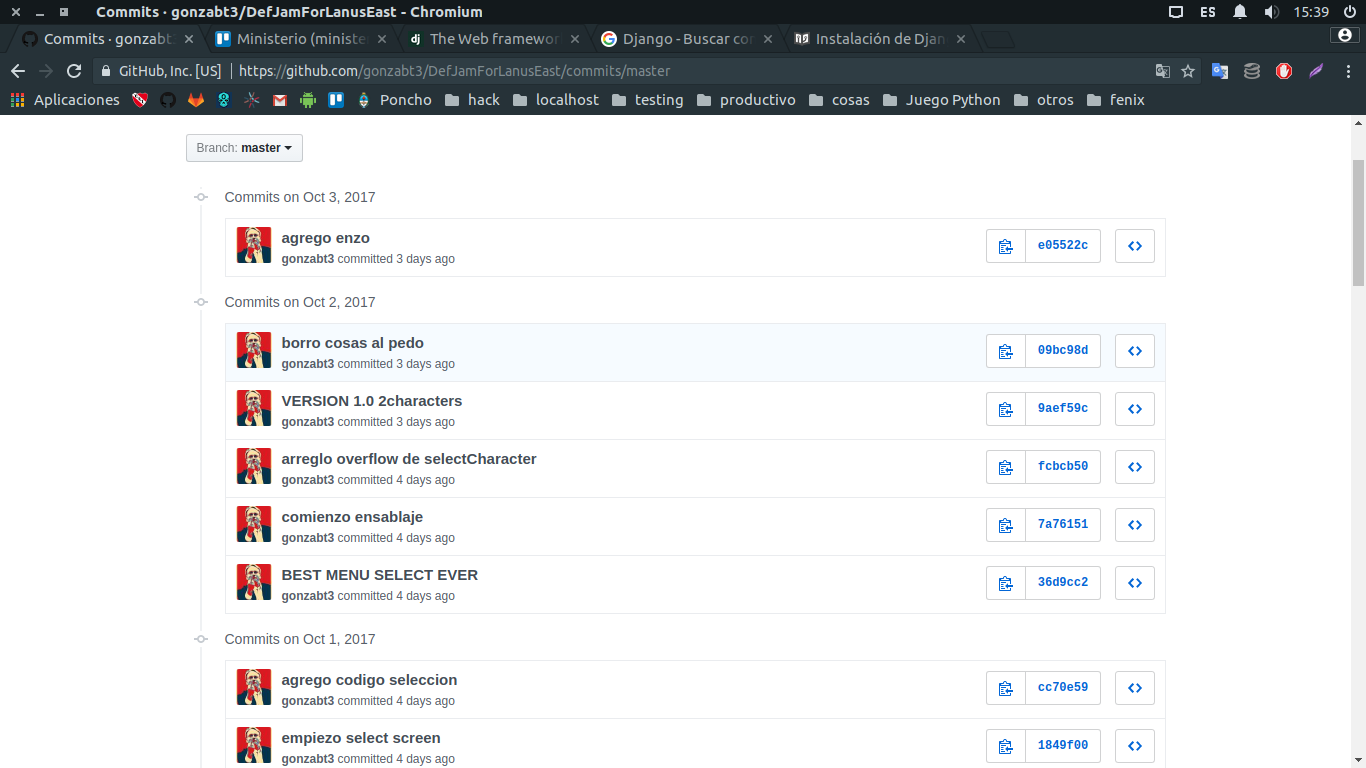 Commits · gonzabt3/DefJamForLanusEast - Chromium
ES
15:39
Commits · gonzabt
Ministerio (ministe
The Web framewor
Django - Buscar co
Instalación de Djan
GitHub, Inc. [US]
https://github.com/gonzabt3/DefJamForLanusEast/commits/master
Aplicaciones
Poncho
hack
localhost
testing
productivo
cosas
Juego Python
otros
fenix
Branch: master
Commits on Oct 3, 2017
agrego enzo
gonzabt3 committed 3 days ago
e05522c
Commits on Oct 2, 2017
borro cosas al pedo
gonzabt3 committed 3 days ago
09bc98d
VERSION 1.0 2characters
gonzabt3 committed 3 days ago
9aef59c
arreglo overflow de selectCharacter
gonzabt3 committed 4 days ago
fcbcb50
comienzo ensablaje
gonzabt3 committed 4 days ago
7a76151
BEST MENU SELECT EVER
gonzabt3 committed 4 days ago
36d9cc2
Commits on Oct 1, 2017
agrego codigo seleccion
gonzabt3 committed 4 days ago
cc70e59
empiezo select screen
gonzabt3 committed 4 days ago
1849f00